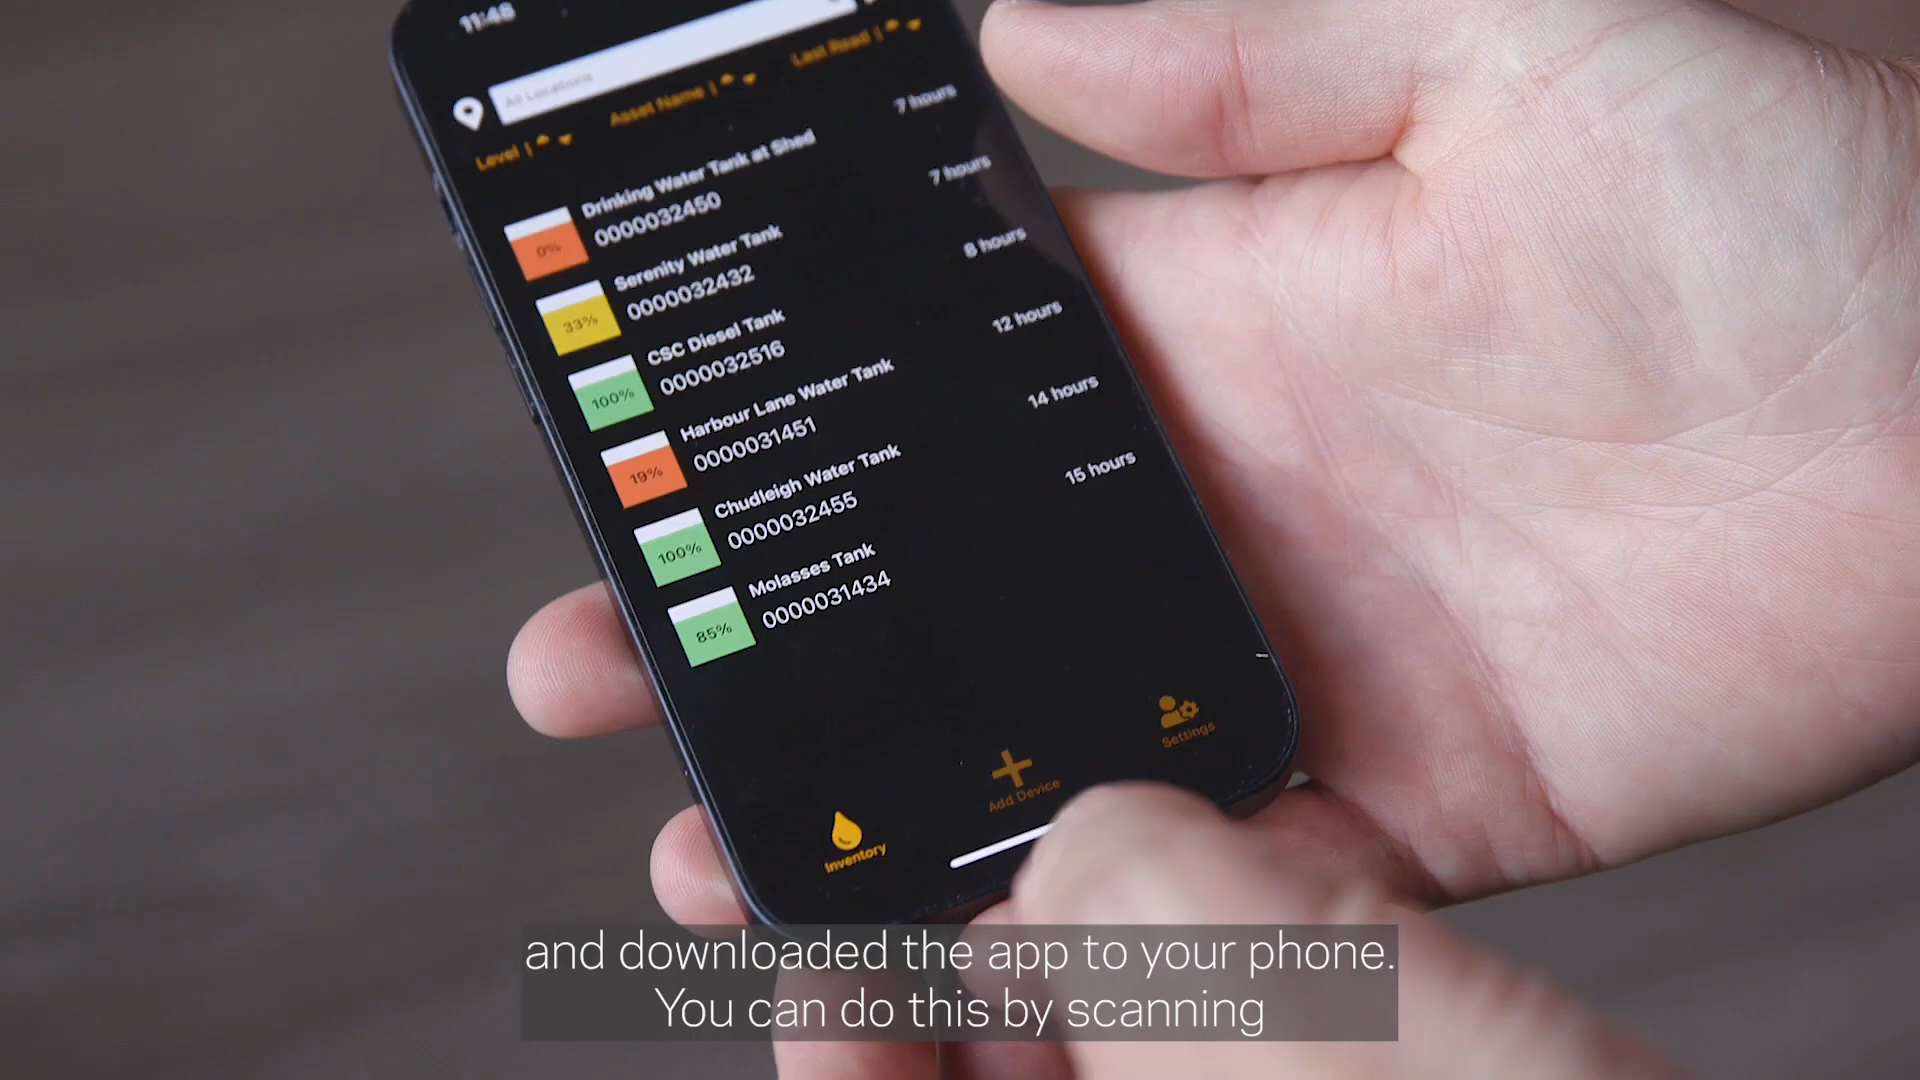 11:46
All Locations
Level | Asset Name | Last Read |
0% Drinking Water Tank at Shed 7 hours
0000032450
33% Serenity Water Tank 7 hours
0000032432
100% CSC Diesel Tank 8 hours
0000032516
19% Harbour Lane Water Tank 12 hours
0000031451
100% Chudleigh Water Tank 14 hours
0000032455
85% Molasses Tank 15 hours
0000031434
Inventory Add Device Settings
and downloaded the app to your phone.
You can do this by scanning